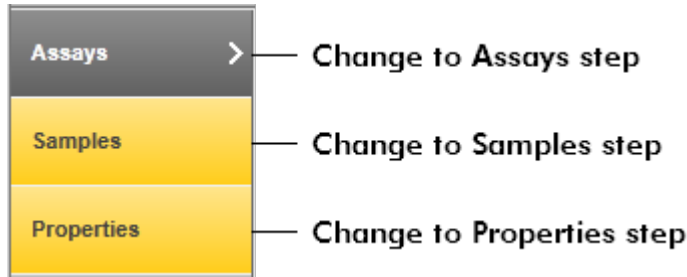 Assays Change to Assays step
Samples Change to Samples step
Properties Change to Properties step